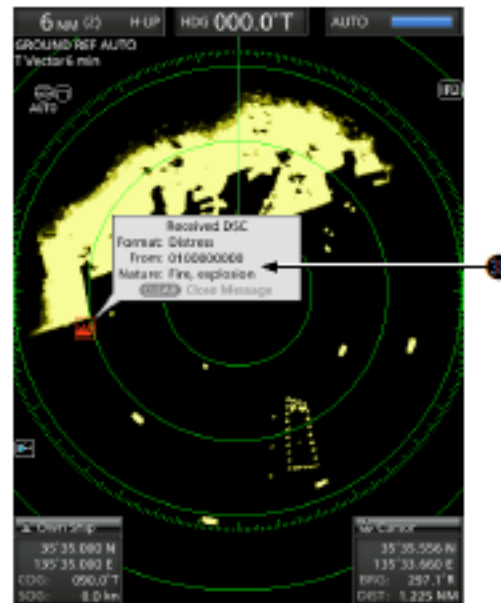 6 NM (2) H-UP HDG 000.0°T AUTO
GROUND REF AUTO
T Vector 6 min
AUTO
IR2
Received DSC
Format: Distress
From: 0100000000
Nature: Fire, explosion
CLEAR Close Message
Own Ship
35°35.000 N
135°35.000 E
COG: 090.0°T
SOG: 0.0 kn
Cursor
35°35.556 N
135°33.660 E
BRG: 297.1°R
DIST: 1.225 NM